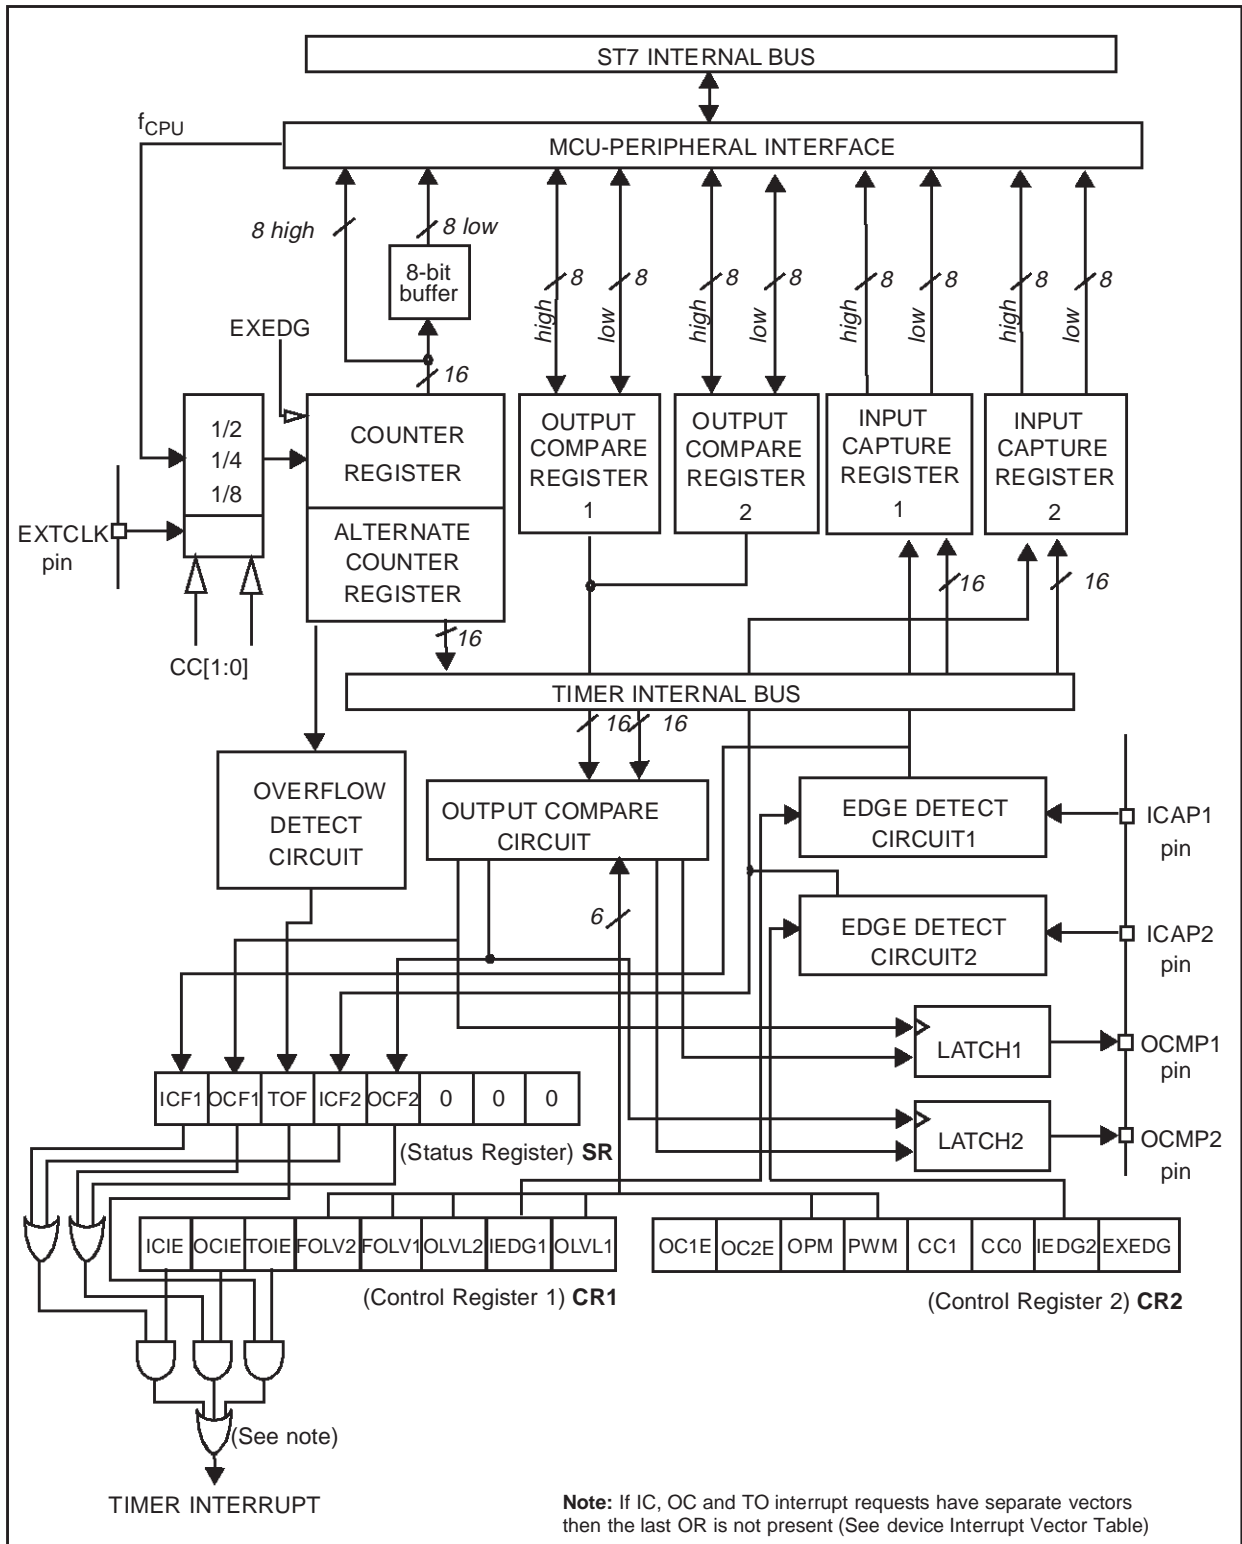 ST7 INTERNAL BUS
fCPU
MCU-PERIPHERAL INTERFACE
8 high
8 low
8-bit
buffer
8
8
8
8
8
8
8
8
high
low
high
low
high
low
high
low
EXEDG
16
1/2
1/4
1/8
COUNTER
REGISTER
OUTPUT
COMPARE
REGISTER
1
OUTPUT
COMPARE
REGISTER
2
INPUT
CAPTURE
REGISTER
1
INPUT
CAPTURE
REGISTER
2
EXTCLK
pin
ALTERNATE
COUNTER
REGISTER
16
16
16
CC[1:0]
TIMER INTERNAL BUS
16
16
OVERFLOW
DETECT
CIRCUIT
OUTPUT COMPARE
CIRCUIT
EDGE DETECT
CIRCUIT1
ICAP1
pin
6
EDGE DETECT
CIRCUIT2
ICAP2
pin
LATCH1
OCMP1
pin
ICF1 OCF1 TOF ICF2 OCF2 0 0 0
(Status Register) SR
LATCH2
OCMP2
pin
ICIE OCIE TOIE FOLV2 FOLV1 OLVL2 IEDG1 OLVL1
(Control Register 1) CR1
OC1E OC2E OPM PWM CC1 CC0 IEDG2 EXEDG
(Control Register 2) CR2
(See note)
TIMER INTERRUPT
Note: If IC, OC and TO interrupt requests have separate vectors
then the last OR is not present (See device Interrupt Vector Table)